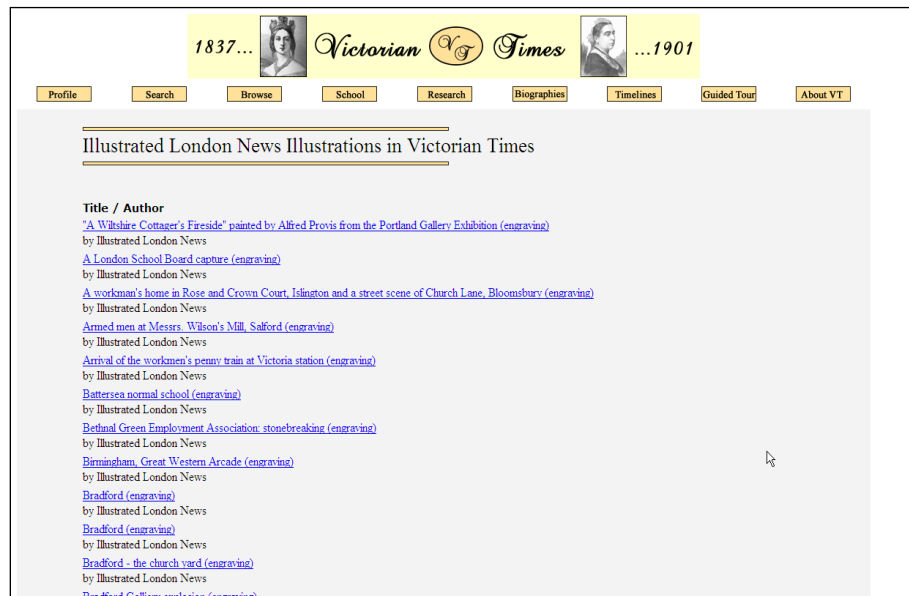 1837... Victorian VT Times ...1901
Profile Search Browse School Research Biographies Timelines Guided Tour About VT
Illustrated London News Illustrations in Victorian Times
Title / Author
"A Wiltshire Cottager's Fireside" painted by Alfred Provis from the Portland Gallery Exhibition (engraving)
by Illustrated London News
A London School Board capture (engraving)
by Illustrated London News
A workman's home in Rose and Crown Court, Islington and a street scene of Church Lane, Bloomsbury (engraving)
by Illustrated London News
Armed men at Messrs. Wilson's Mill, Salford (engraving)
by Illustrated London News
Arrival of the workmen's penny train at Victoria station (engraving)
by Illustrated London News
Battersea normal school (engraving)
by Illustrated London News
Bethnal Green Employment Association: stonebreaking (engraving)
by Illustrated London News
Birmingham, Great Western Arcade (engraving)
by Illustrated London News
Bradford (engraving)
by Illustrated London News
Bradford (engraving)
by Illustrated London News
Bradford - the church yard (engraving)
by Illustrated London News
Bradford Colliery explosion (engraving)